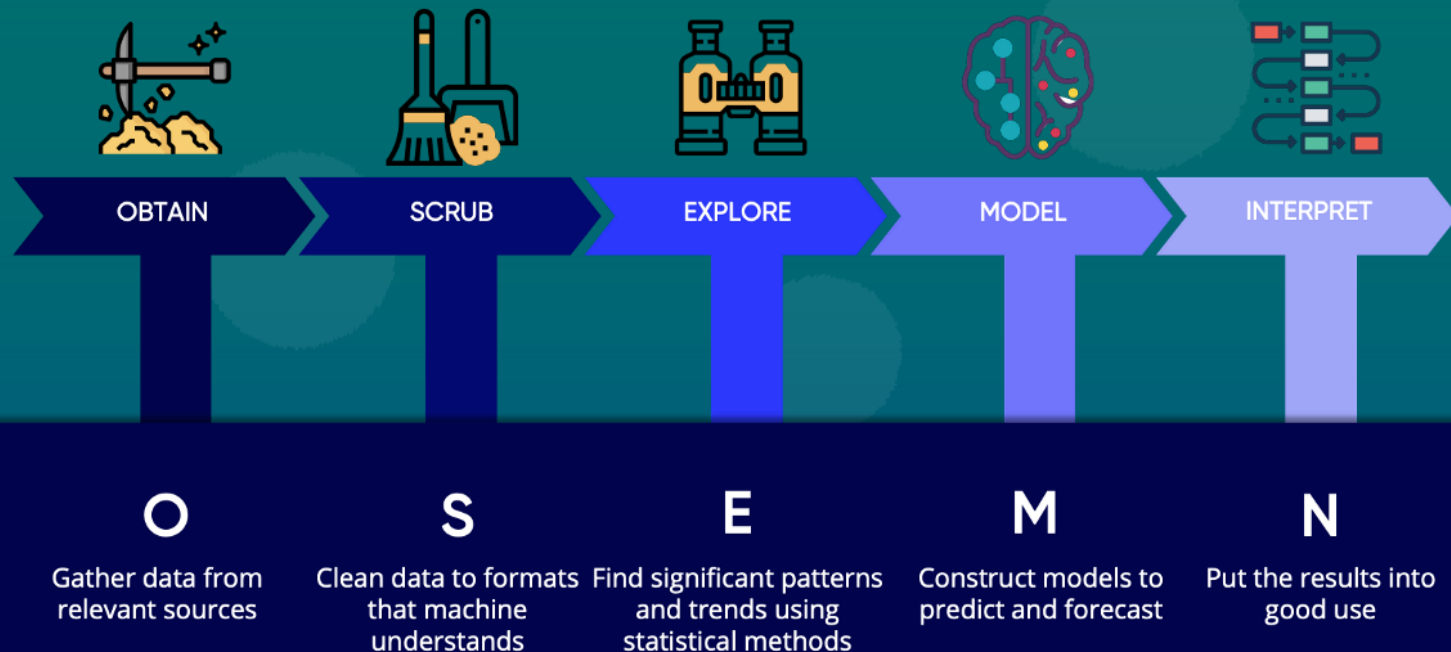 OBTAIN
SCRUB
EXPLORE
MODEL
INTERPRET
O
Gather data from
relevant sources
S
Clean data to formats
that machine
understands
E
Find significant patterns
and trends using
statistical methods
M
Construct models to
predict and forecast
N
Put the results into
good use